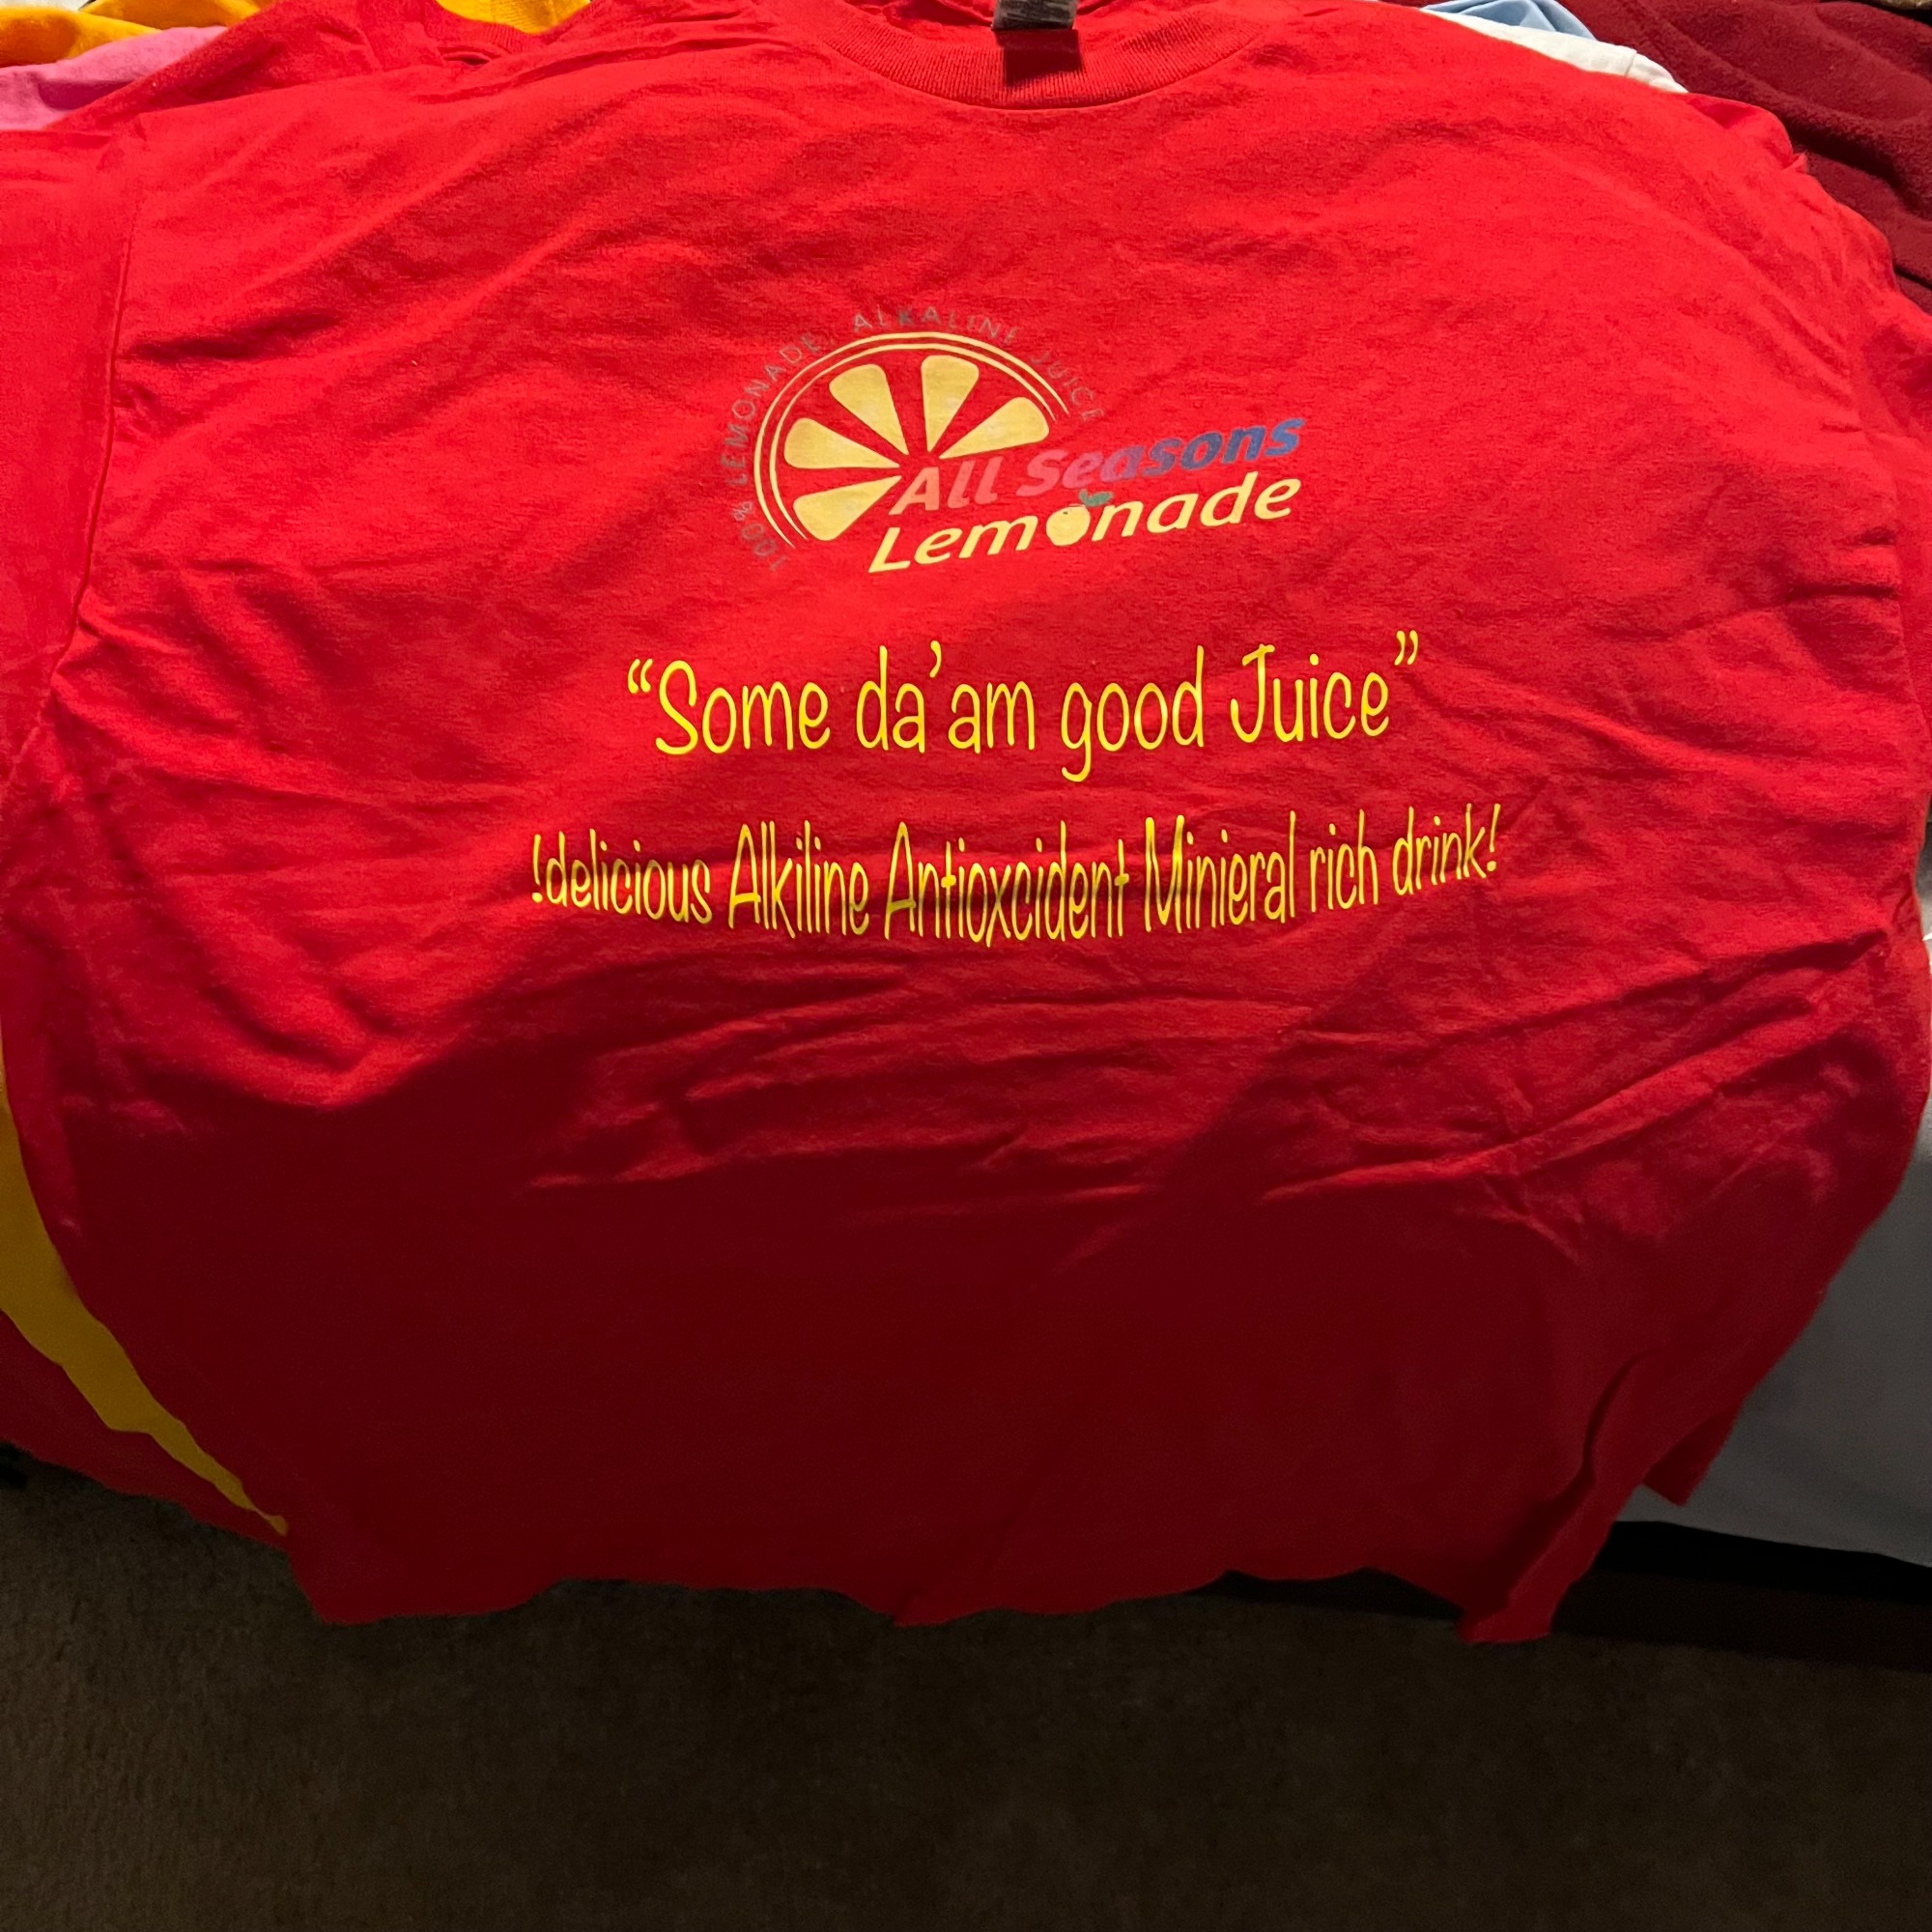 100% LEMONADE, ALKALINE JUICE
All Seasons
Lemonade
“Some da’am good Juice”
!delicious Alkiline Antioxcident Minieral rich drink!